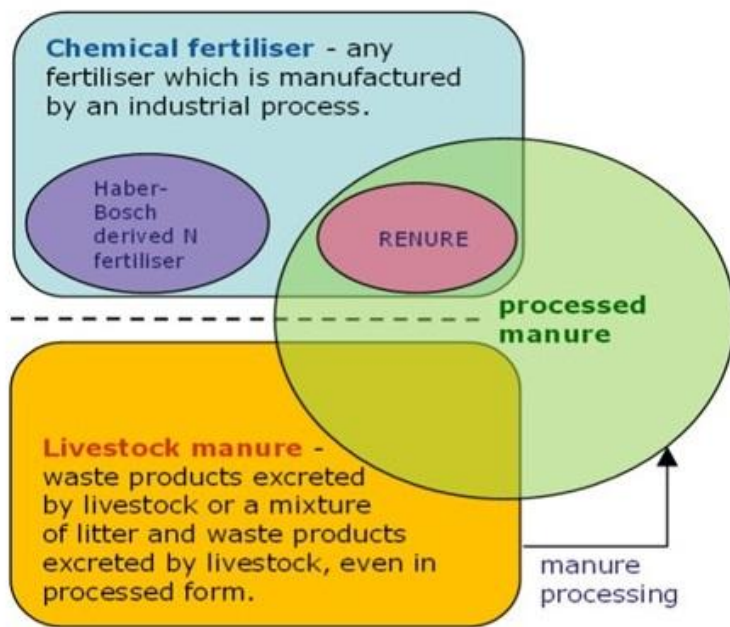 Chemical fertiliser - any
fertiliser which is manufactured
by an industrial process.
Haber-
Bosch
derived N
fertiliser
RENURE
processed
manure
Livestock manure -
waste products excreted
by livestock or a mixture
of litter and waste products
excreted by livestock, even in
processed form.
manure
processing